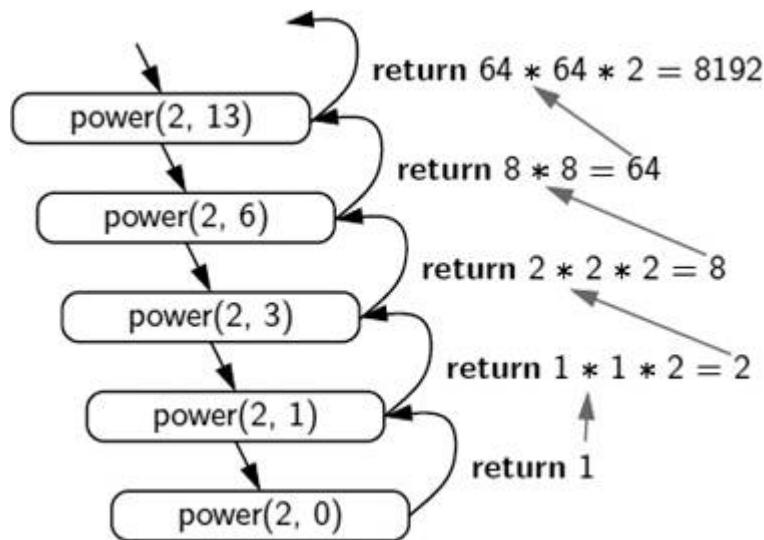 return 64 * 64 * 2 = 8192
power(2, 13)
return 8 * 8 = 64
power(2, 6)
return 2 * 2 * 2 = 8
power(2, 3)
return 1 * 1 * 2 = 2
power(2, 1)
return 1
power(2, 0)